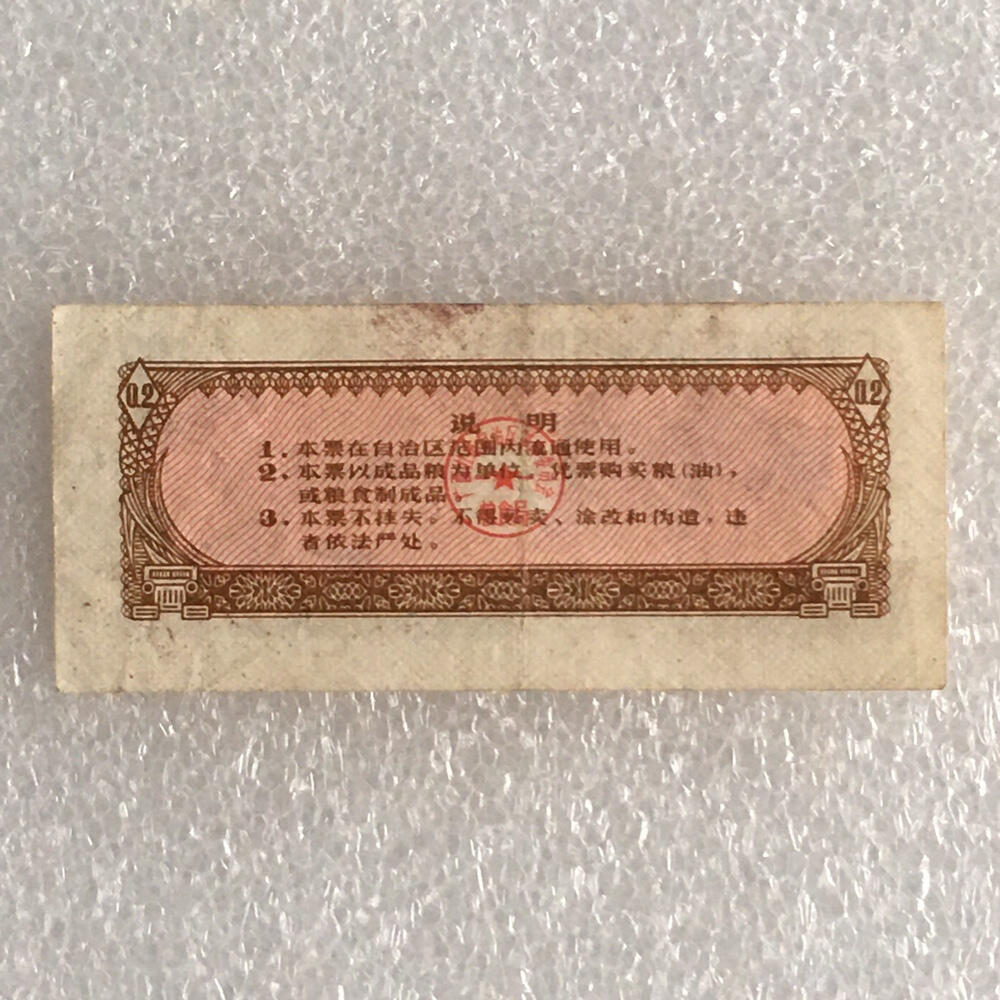 0.2
0.2
说 明
1. 本票在自治区范围内流通使用。
2. 本票以成品粮为单位。凭票购买粮(油)，
或粮食制成品。
3. 本票不挂失。不得买卖、涂改和伪造，违
者依法严处。